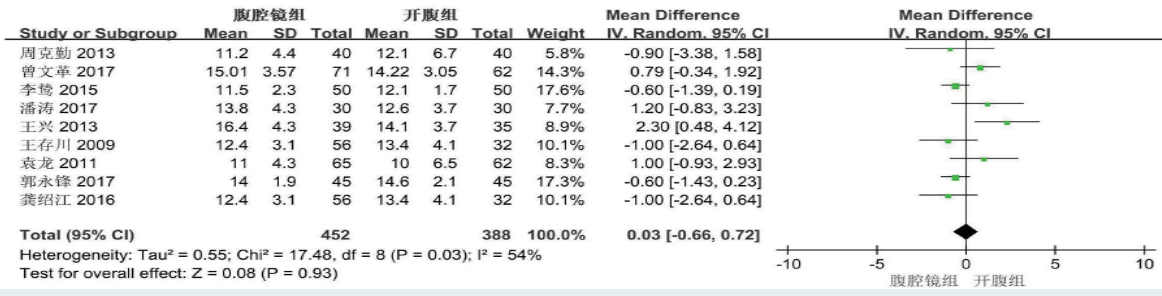 腹腔镜组 开腹组 Mean Difference Mean Difference
Study or Subgroup Mean SD Total Mean SD Total Weight IV. Random. 95% CI IV. Random. 95% CI
周克勤 2013 11.2 4.4 40 12.1 6.7 40 5.8% -0.90 [-3.38, 1.58]
曾文革 2017 15.01 3.57 71 14.22 3.05 62 14.3% 0.79 [-0.34, 1.92]
李鸷 2015 11.5 2.3 50 12.1 1.7 50 17.6% -0.60 [-1.39, 0.19]
潘涛 2017 13.8 4.3 30 12.6 3.7 30 7.7% 1.20 [-0.83, 3.23]
王兴 2013 16.4 4.3 39 14.1 3.7 35 8.9% 2.30 [0.48, 4.12]
王存川 2009 12.4 3.1 56 13.4 4.1 32 10.1% -1.00 [-2.64, 0.64]
袁龙 2011 11 4.3 65 10 6.5 62 8.3% 1.00 [-0.93, 2.93]
郭永锋 2017 14 1.9 45 14.6 2.1 45 17.3% -0.60 [-1.43, 0.23]
龚绍江 2016 12.4 3.1 56 13.4 4.1 32 10.1% -1.00 [-2.64, 0.64]
Total (95% CI) 452 388 100.0% 0.03 [-0.66, 0.72]
Heterogeneity: Tau² = 0.55; Chi² = 17.48, df = 8 (P = 0.03); I² = 54%
Test for overall effect: Z = 0.08 (P = 0.93)
-10 -5 0 5 10
腹腔镜组 开腹组